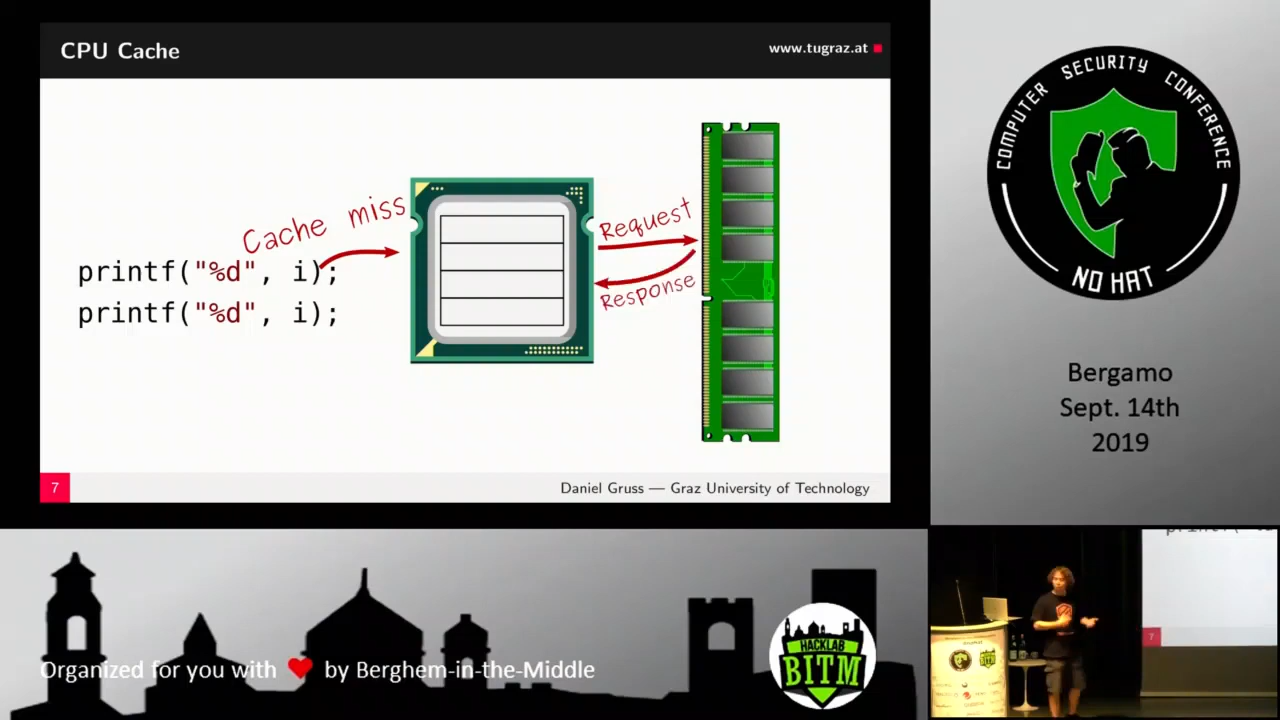 CPU Cache
www.tugraz.at
Cache miss
printf("%d", i);
printf("%d", i);
Request
Response
7
Daniel Gruss — Graz University of Technology
COMPUTER SECURITY CONFERENCE
NO HAT
Bergamo
Sept. 14th
2019
Organized for you with ❤ by Berghem-in-the-Middle
HACKLAB
BITM
7